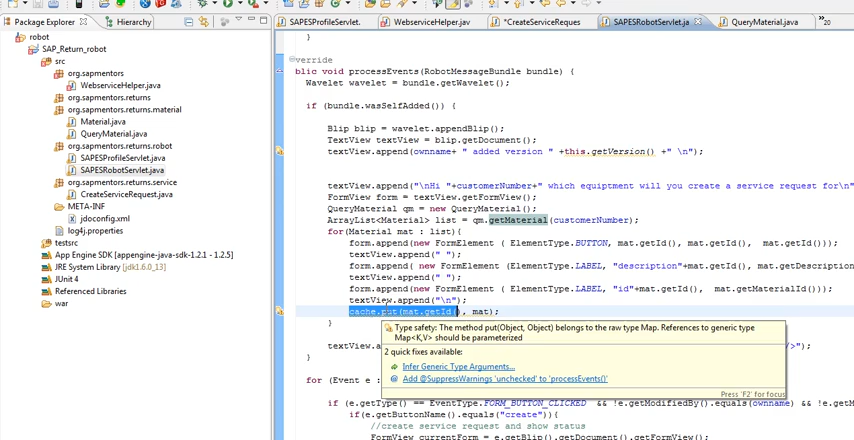 Package Explorer
Hierarchy
robot
SAP_Return_robot
src
org.sapmentors
WebserviceHelper.java
org.sapmentors.returns
org.sapmentors.returns.material
Material.java
QueryMaterial.java
org.sapmentors.returns.robot
SAPESProfileServlet.java
SAPESRobotServlet.java
org.sapmentors.returns.service
CreateServiceRequest.java
META-INF
jdoconfig.xml
log4j.properties
testsrc
App Engine SDK [appengine-java-sdk-1.2.1 - 1.2.5]
JRE System Library [jdk1.6.0_13]
JUnit 4
Referenced Libraries
war
SAPESProfileServlet.
WebserviceHelper.jav
*CreateServiceReques
SAPESRobotServlet.ja
QueryMaterial.java
»20
}
verride
blic void processEvents(RobotMessageBundle bundle) {
Wavelet wavelet = bundle.getWavelet();
if (bundle.wasSelfAdded()) {
Blip blip = wavelet.appendBlip();
TextView textView = blip.getDocument();
textView.append(ownname+ " added version " +this.getVersion() +" \n");
textView.append("\nHi "+customerNumber+" which equiptment will you create a service request for\n"
FormView form = textView.getFormView();
QueryMaterial qm = new QueryMaterial();
ArrayList<Material> list = qm.getMaterial(customerNumber);
for(Material mat : list){
form.append(new FormElement ( ElementType.BUTTON, mat.getId(), mat.getId(),  mat.getId()));
textView.append(" ");
form.append( new FormElement (ElementType.LABEL, "description"+mat.getId(), mat.getDescription
textView.append(" ");
form.append(new FormElement ( ElementType.LABEL, "id"+mat.getId(),  mat.getMaterialId()));
textView.append("\n");
cache.put(mat.getId(), mat);
}
Type safety: The method put(Object, Object) belongs to the raw type Map. References to generic type
Map<K,V> should be parameterized
2 quick fixes available:
Infer Generic Type Arguments...
Add @SuppressWarnings 'unchecked' to 'processEvents()'
Press 'F2' for focus
textView.a
/>");
}
for (Event e :
if (e.getType() == EventType.FORM_BUTTON_CLICKED  && !e.getModifiedBy().equals(ownname) && !e.getM
if(e.getButtonName().equals("create")){
//create service request and show status
FormView currentForm = e.getBlip().getDocument().getFormView();